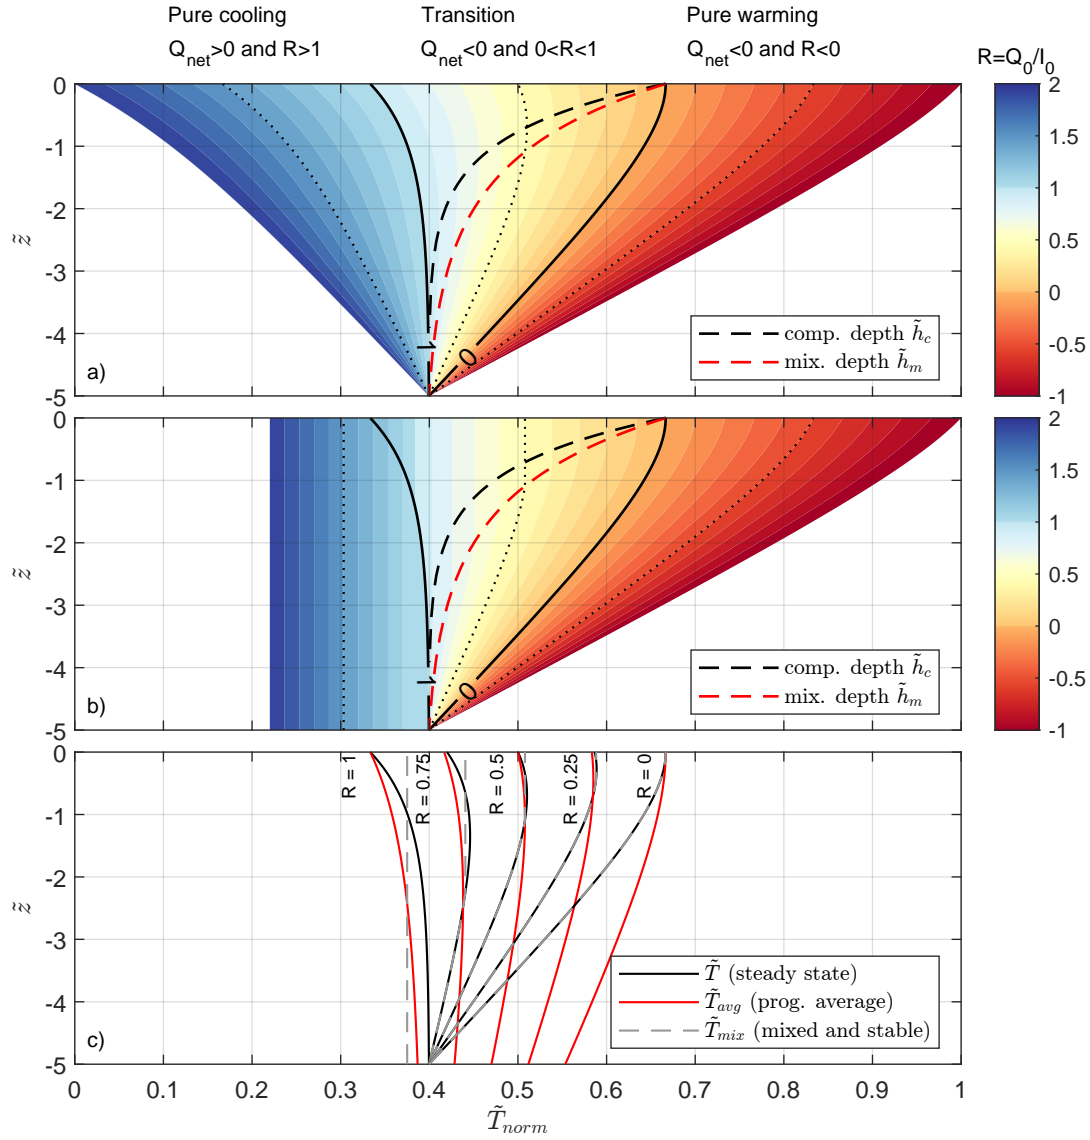 Pure cooling Transition Pure warming
Q_net>0 and R>1 Q_net<0 and 0<R<1 Q_net<0 and R<0
R=Q_0/I_0
0
-1
-2
-3
-4
-5
z̃
a)
1
0
comp. depth h̃_c
mix. depth h̃_m
2
1.5
1
0.5
0
-0.5
-1
0
-1
-2
-3
-4
-5
z̃
b)
1
0
comp. depth h̃_c
mix. depth h̃_m
2
1.5
1
0.5
0
-0.5
-1
0
-1
-2
-3
-4
-5
z̃
c)
R = 1
R = 0.75
R = 0.5
R = 0.25
R = 0
T̃ (steady state)
T̃_avg (prog. average)
T̃_mix (mixed and stable)
0 0.1 0.2 0.3 0.4 0.5 0.6 0.7 0.8 0.9 1
T̃_norm